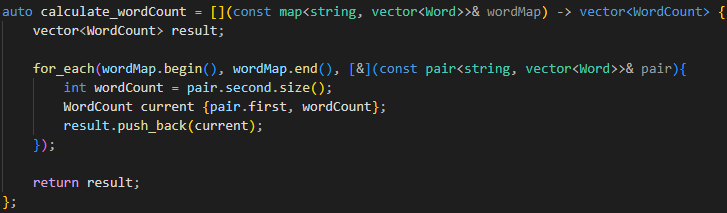 auto calculate_wordCount = [](const map<string, vector<Word>>& wordMap) -> vector<WordCount> {
    vector<WordCount> result;
    for_each(wordMap.begin(), wordMap.end(), [&](const pair<string, vector<Word>>& pair){
        int wordCount = pair.second.size();
        WordCount current {pair.first, wordCount};
        result.push_back(current);
    });
    return result;
};